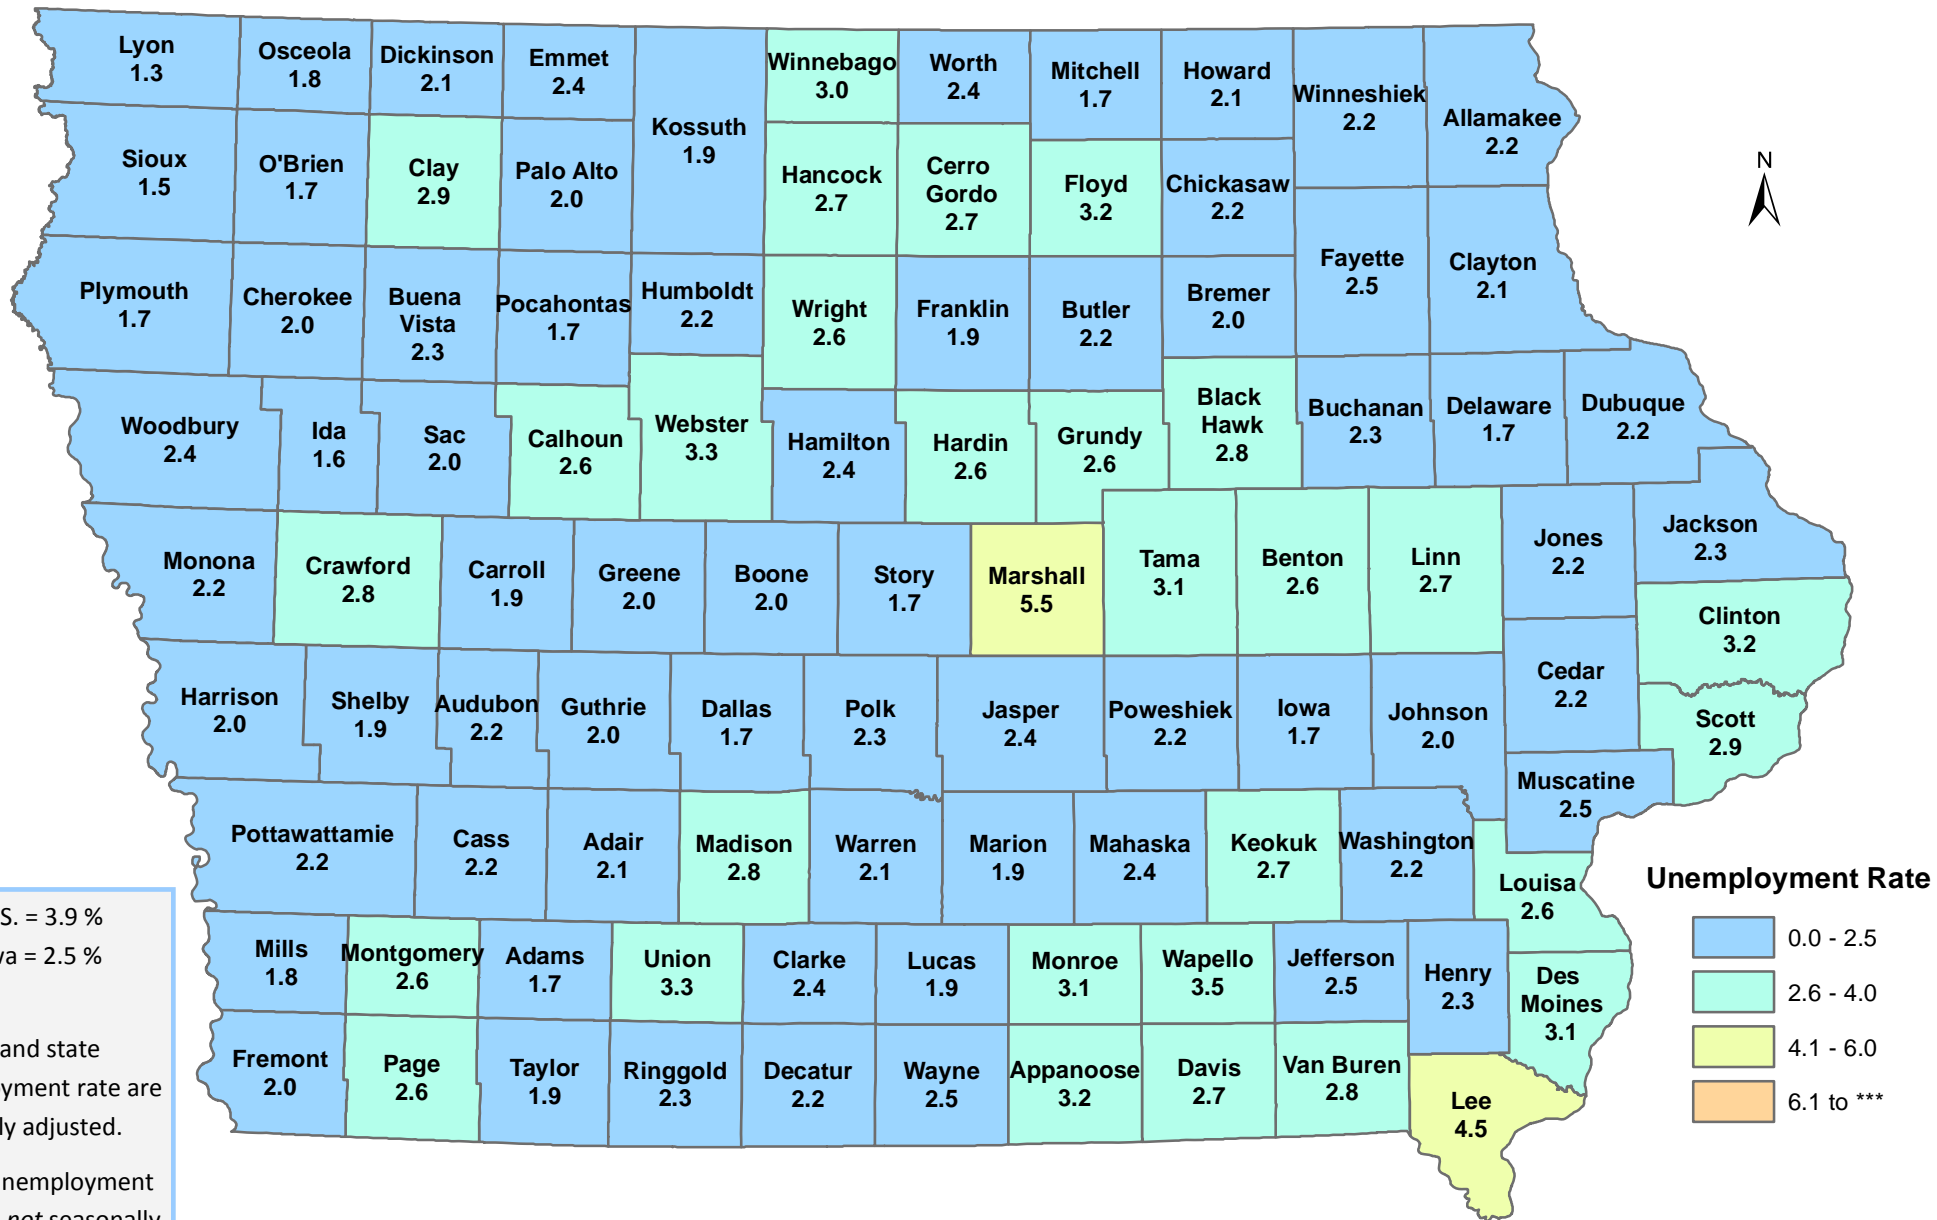 Lyon
1.3
Osceola
1.8
Dickinson
2.1
Emmet
2.4
Kossuth
1.9
Winnebago
3.0
Worth
2.4
Mitchell
1.7
Howard
2.1
Winneshiek
2.2
Allamakee
2.2
Sioux
1.5
O'Brien
1.7
Clay
2.9
Palo Alto
2.0
Hancock
2.7
Cerro
Gordo
2.7
Floyd
3.2
Chickasaw
2.2
N
Plymouth
1.7
Cherokee
2.0
Buena
Vista
2.3
Pocahontas
1.7
Humboldt
2.2
Wright
2.6
Franklin
1.9
Butler
2.2
Bremer
2.0
Fayette
2.5
Clayton
2.1
Woodbury
2.4
Ida
1.6
Sac
2.0
Calhoun
2.6
Webster
3.3
Hamilton
2.4
Hardin
2.6
Grundy
2.6
Black
Hawk
2.8
Buchanan
2.3
Delaware
1.7
Dubuque
2.2
Monona
2.2
Crawford
2.8
Carroll
1.9
Greene
2.0
Boone
2.0
Story
1.7
Marshall
5.5
Tama
3.1
Benton
2.6
Linn
2.7
Jones
2.2
Jackson
2.3
Clinton
3.2
Harrison
2.0
Shelby
1.9
Audubon
2.2
Guthrie
2.0
Dallas
1.7
Polk
2.3
Jasper
2.4
Poweshiek
2.2
Iowa
1.7
Johnson
2.0
Cedar
2.2
Scott
2.9
Muscatine
2.5
Pottawattamie
2.2
Cass
2.2
Adair
2.1
Madison
2.8
Warren
2.1
Marion
1.9
Mahaska
2.4
Keokuk
2.7
Washington
2.2
Louisa
2.6
Mills
1.8
Montgomery
2.6
Adams
1.7
Union
3.3
Clarke
2.4
Lucas
1.9
Monroe
3.1
Wapello
3.5
Jefferson
2.5
Henry
2.3
Des
Moines
3.1
Fremont
2.0
Page
2.6
Taylor
1.9
Ringgold
2.3
Decatur
2.2
Wayne
2.5
Appanoose
3.2
Davis
2.7
Van Buren
2.8
Lee
4.5
Unemployment Rate
0.0 - 2.5
2.6 - 4.0
4.1 - 6.0
6.1 to ***
S. = 3.9 %
va = 2.5 %
and state
oyment rate are
ly adjusted.
nemployment
not seasonally